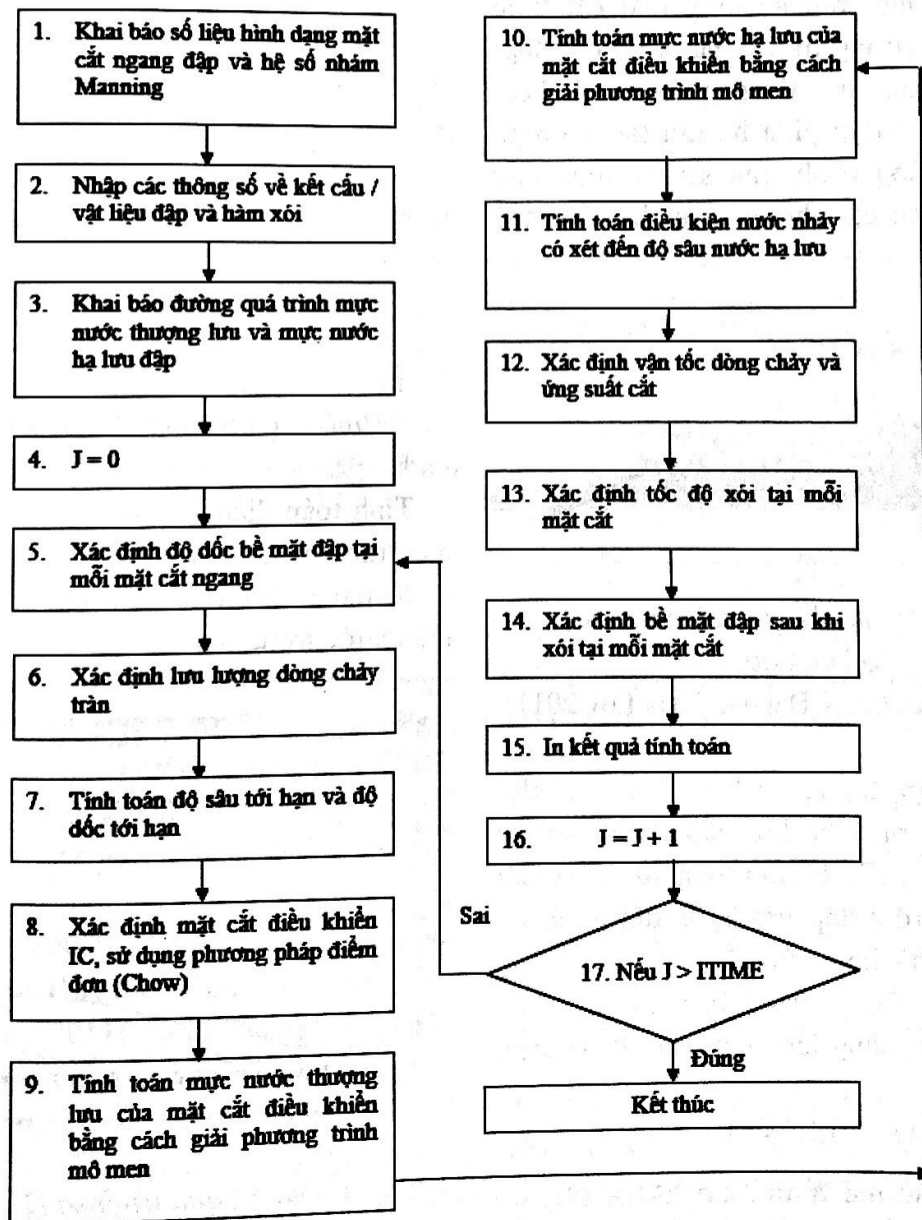 1. Khai báo số liệu hình dạng mặt
cắt ngang đập và hệ số nhám
Manning
2. Nhập các thông số về kết cấu /
vật liệu đập và hàm xói
3. Khai báo đường quá trình mực
nước thượng lưu và mực nước
hạ lưu đập
4. J = 0
5. Xác định độ dốc bề mặt đập tại
mỗi mặt cắt ngang
6. Xác định lưu lượng dòng chảy
tràn
7. Tính toán độ sâu tới hạn và độ
dốc tới hạn
8. Xác định mặt cắt điều khiển
IC, sử dụng phương pháp điểm
đơn (Chow)
9. Tính toán mực nước thượng
lưu của mặt cắt điều khiển
bằng cách giải phương trình
mô men
10. Tính toán mực nước hạ lưu của
mặt cắt điều khiển bằng cách
giải phương trình mô men
11. Tính toán điều kiện nước nhảy
có xét đến độ sâu nước hạ lưu
12. Xác định vận tốc dòng chảy và
ứng suất cắt
13. Xác định tốc độ xói tại mỗi
mặt cắt
14. Xác định bề mặt đập sau khi
xói tại mỗi mặt cắt
15. In kết quả tính toán
16. J = J + 1
Sai
17. Nếu J > ITIME
Đúng
Kết thúc